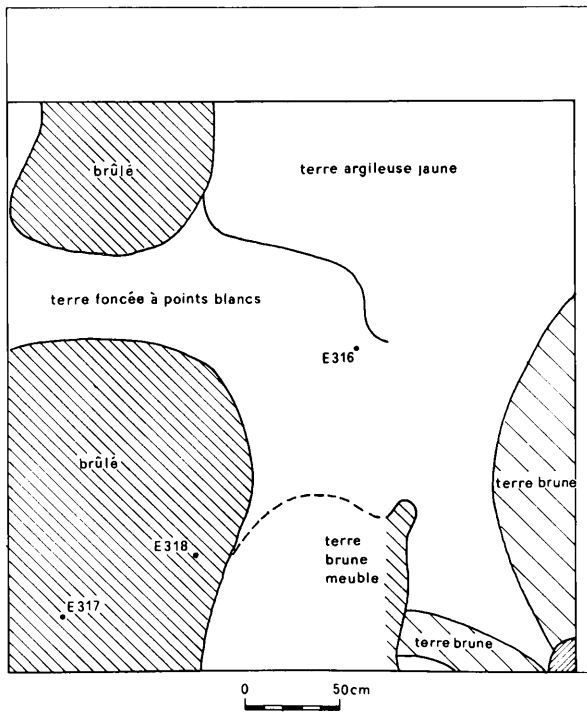 brûlé
terre argileuse jaune
terre foncée à points blancs
E316
brûlé
terre brune
E318
terre
brune
meuble
E317
terre brune
0 50cm